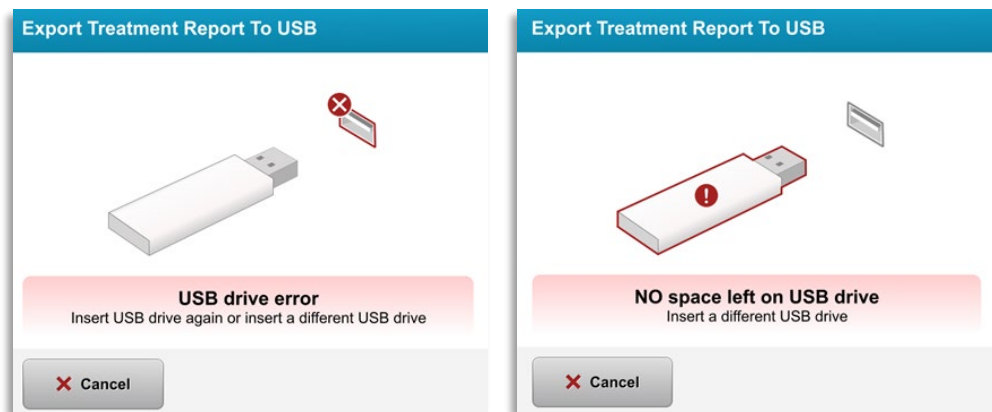 Export Treatment Report To USB
USB drive error
Insert USB drive again or insert a different USB drive
Cancel
Export Treatment Report To USB
NO space left on USB drive
Insert a different USB drive
Cancel